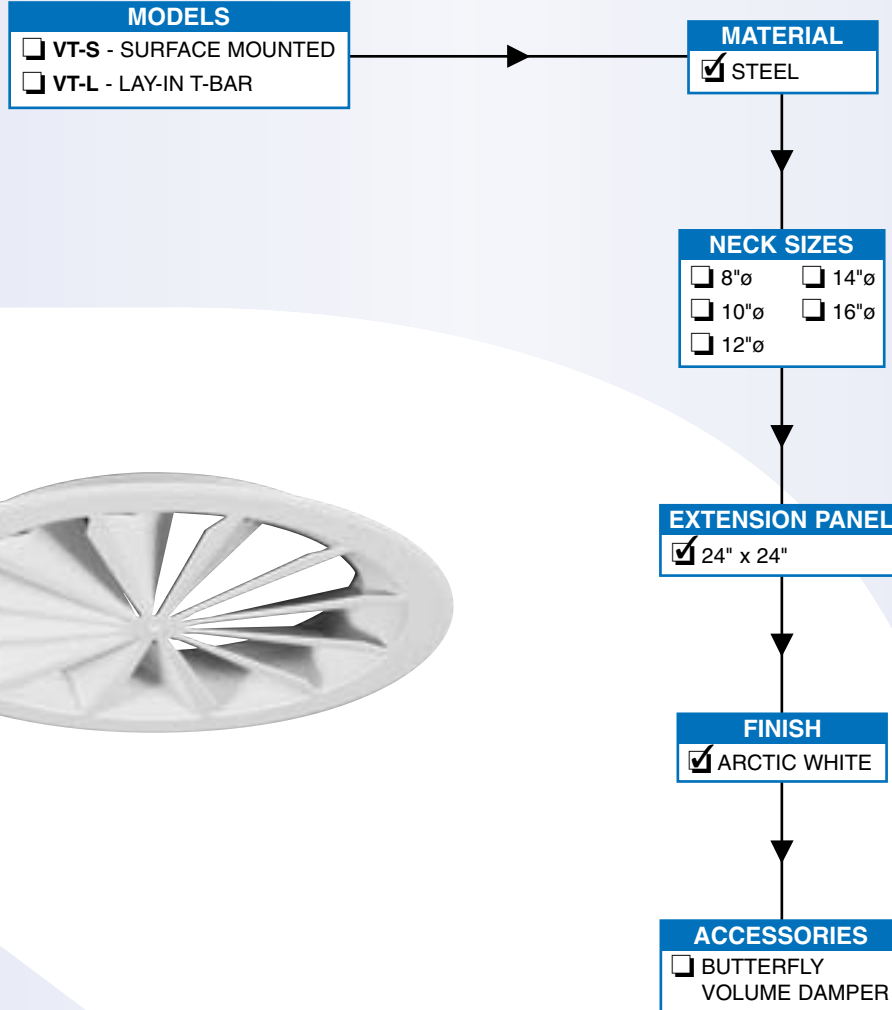 MODELS
❏ VT-S - SURFACE MOUNTED
❏ VT-L - LAY-IN T-BAR
MATERIAL
☑ STEEL
NECK SIZES
❏ 8"ø ❏ 14"ø
❏ 10"ø ❏ 16"ø
❏ 12"ø
EXTENSION PANEL
☑ 24" x 24"
FINISH
☑ ARCTIC WHITE
ACCESSORIES
❏ BUTTERFLY
VOLUME DAMPER